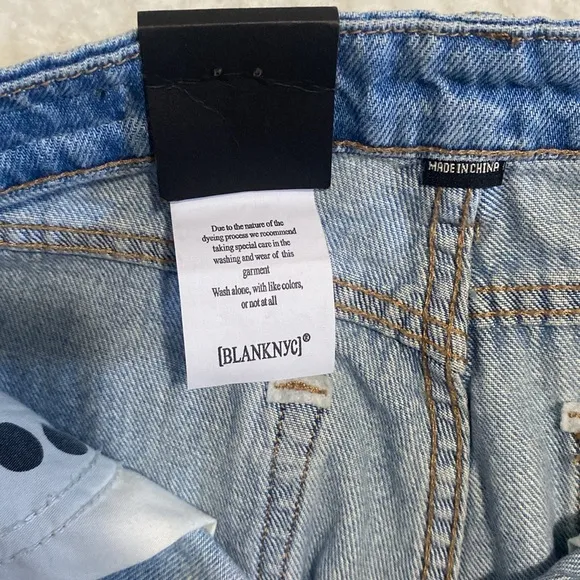 MADE IN CHINA
Due to the nature of the
dyeing process we recommend
taking special care in the
washing and wear of this
garment
Wash alone, with like colors,
or not at all
[BLANKNYC]®